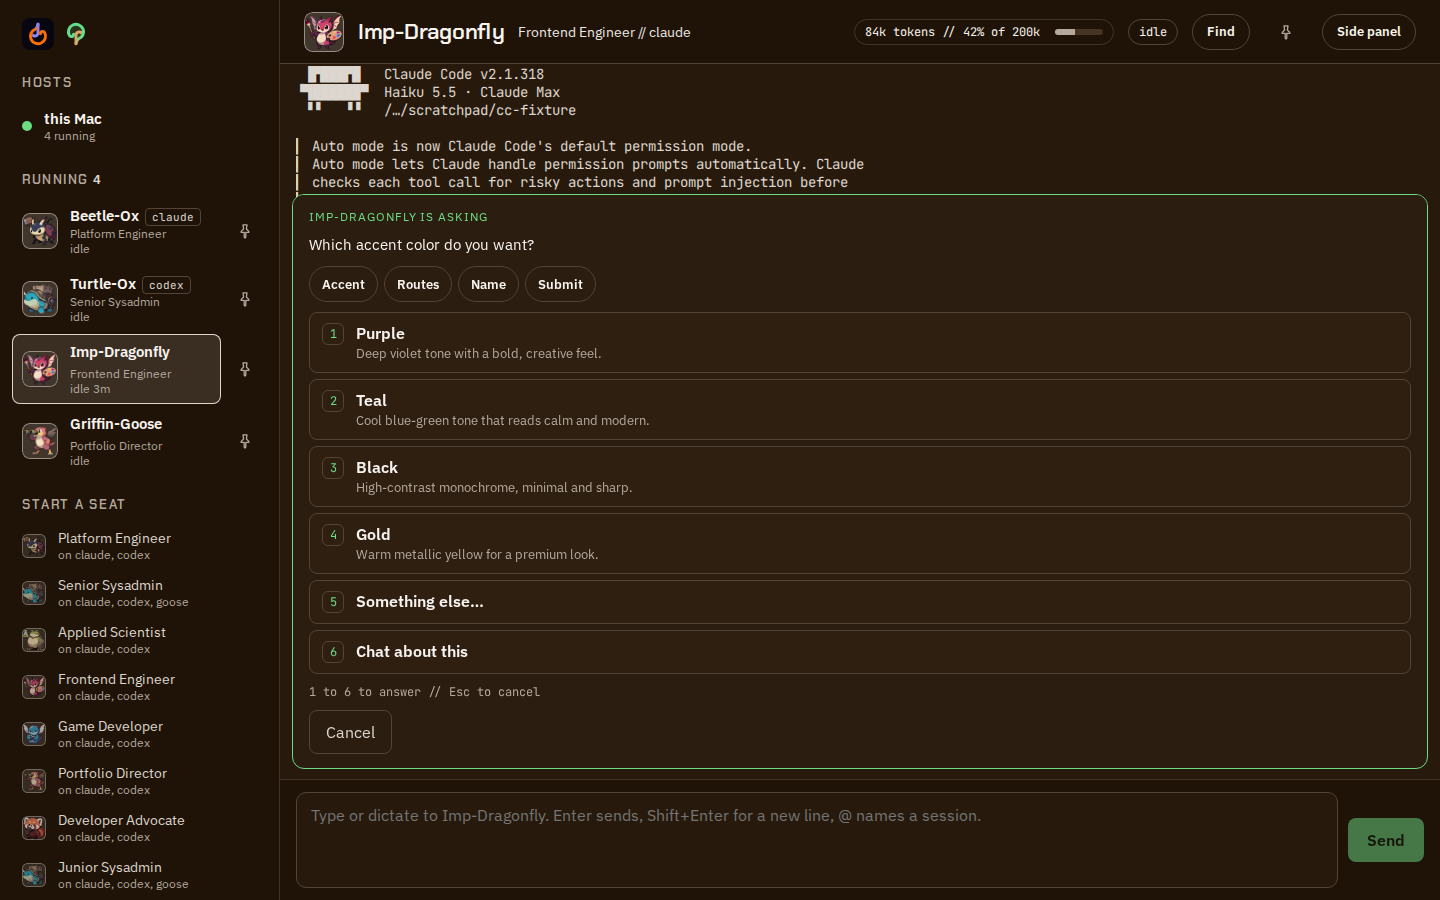 HOSTS
this Mac
4 running
RUNNING 4
Beetle-Ox claude
Platform Engineer
idle
Turtle-Ox codex
Senior Sysadmin
idle
Imp-Dragonfly
Frontend Engineer
idle 3m
Griffin-Goose
Portfolio Director
idle
START A SEAT
Platform Engineer
on claude, codex
Senior Sysadmin
on claude, codex, goose
Applied Scientist
on claude, codex
Frontend Engineer
on claude, codex
Game Developer
on claude, codex
Portfolio Director
on claude, codex
Developer Advocate
on claude, codex
Junior Sysadmin
on claude, codex, goose
Imp-Dragonfly Frontend Engineer // claude 84k tokens // 42% of 200k idle Find Side panel
Claude Code v2.1.318
Haiku 5.5 · Claude Max
/…/scratchpad/cc-fixture
Auto mode is now Claude Code's default permission mode.
Auto mode lets Claude handle permission prompts automatically. Claude
checks each tool call for risky actions and prompt injection before
IMP-DRAGONFLY IS ASKING
Which accent color do you want?
Accent Routes Name Submit
1 Purple
Deep violet tone with a bold, creative feel.
2 Teal
Cool blue-green tone that reads calm and modern.
3 Black
High-contrast monochrome, minimal and sharp.
4 Gold
Warm metallic yellow for a premium look.
5 Something else…
6 Chat about this
1 to 6 to answer // Esc to cancel
Cancel
Type or dictate to Imp-Dragonfly. Enter sends, Shift+Enter for a new line, @ names a session.
Send